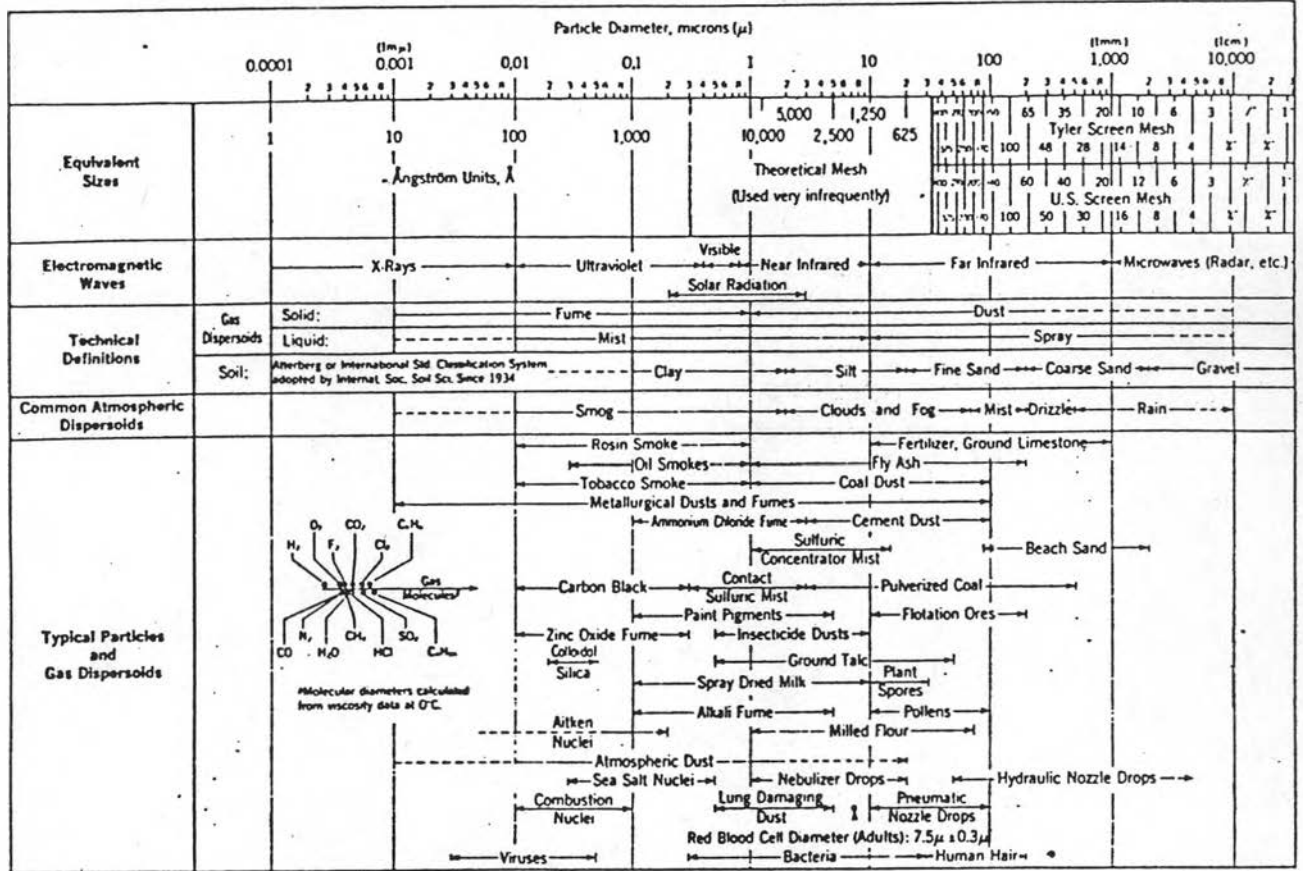 Particle Diameter, microns (μ)
(1mμ) (1mm) (1cm)
0.0001 0.001 0.01 0.1 1 10 100 1,000 10,000
Equivalent Sizes
1 10 100 1,000 10,000
5,000 1,250
2,500 625
Ångström Units, Å
Theoretical Mesh
(Used very infrequently)
65 35 20 10 6 3
Tyler Screen Mesh
100 48 28 14 8 4
60 40 20 12 6 3
U.S. Screen Mesh
100 50 30 16 8 4
Electromagnetic Waves
X-Rays Ultraviolet Visible Near Infrared Far Infrared Microwaves (Radar, etc.)
Solar Radiation
Technical Definitions
Gas Dispersoids
Solid: Fume Dust
Liquid: Mist Spray
Soil: Atterberg or International Std. Classification System
adopted by Internat. Soc. Soil Sci. Since 1934
Clay Silt Fine Sand Coarse Sand Gravel
Common Atmospheric Dispersoids
Smog Clouds and Fog Mist Drizzle Rain
Typical Particles and Gas Dispersoids
Rosin Smoke Fertilizer, Ground Limestone
Oil Smokes Fly Ash
Tobacco Smoke Coal Dust
Metallurgical Dusts and Fumes
Ammonium Chloride Fume Cement Dust
Sulfuric Concentrator Mist Beach Sand
Carbon Black Contact Sulfuric Mist Pulverized Coal
Paint Pigments Flotation Ores
Zinc Oxide Fume Insecticide Dusts
Colloidal Silica Ground Talc
Spray Dried Milk Plant Spores
Alkali Fume Pollens
Aitken Nuclei Milled Flour
Atmospheric Dust
Sea Salt Nuclei Nebulizer Drops Hydraulic Nozzle Drops
Combustion Nuclei Lung Damaging Dust Pneumatic Nozzle Drops
Red Blood Cell Diameter (Adults): 7.5μ ±0.3μ
Viruses Bacteria Human Hair
O₂ CO₂
H₂ F₂ Cl₂
Gas Molecules*
CO N₂ H₂O CH₄ HCl SO₂
*Molecular diameters calculated
from viscosity data at 0°C.